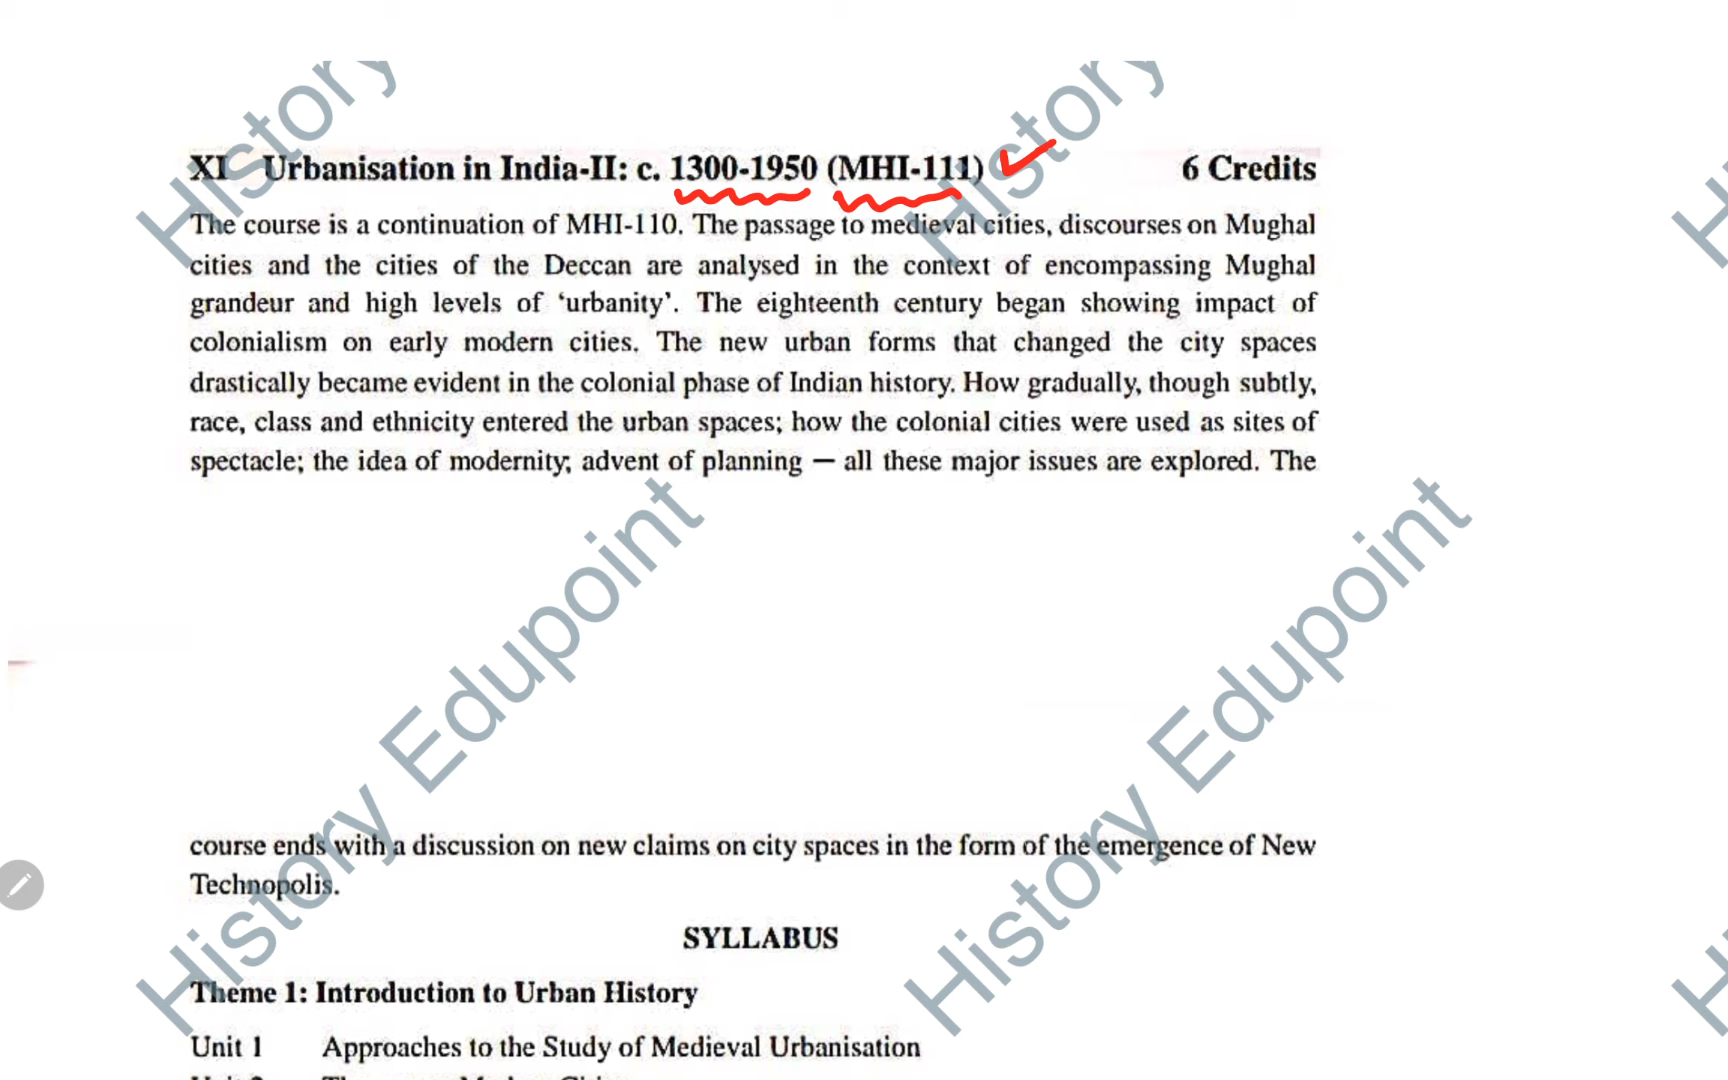 XI Urbanisation in India-II: c. 1300-1950 (MHI-111) 6 Credits
The course is a continuation of MHI-110. The passage to medieval cities, discourses on Mughal
cities and the cities of the Deccan are analysed in the context of encompassing Mughal
grandeur and high levels of ‘urbanity’. The eighteenth century began showing impact of
colonialism on early modern cities. The new urban forms that changed the city spaces
drastically became evident in the colonial phase of Indian history. How gradually, though subtly,
race, class and ethnicity entered the urban spaces; how the colonial cities were used as sites of
spectacle; the idea of modernity; advent of planning — all these major issues are explored. The
course ends with a discussion on new claims on city spaces in the form of the emergence of New
Technopolis.
SYLLABUS
Theme 1: Introduction to Urban History
Unit 1 Approaches to the Study of Medieval Urbanisation
History
History
History Edupoint
History Edupoint